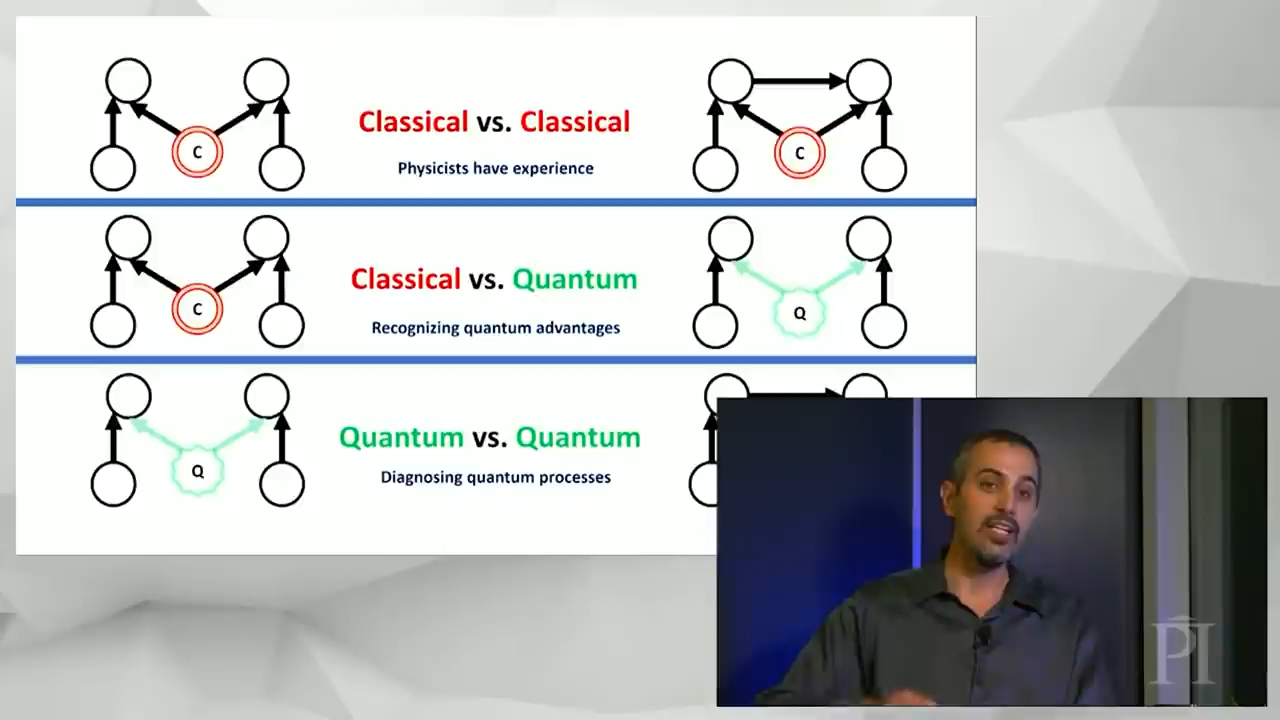 C
Classical vs. Classical
Physicists have experience
C
C
Classical vs. Quantum
Recognizing quantum advantages
Q
Q
Quantum vs. Quantum
Diagnosing quantum processes
PI